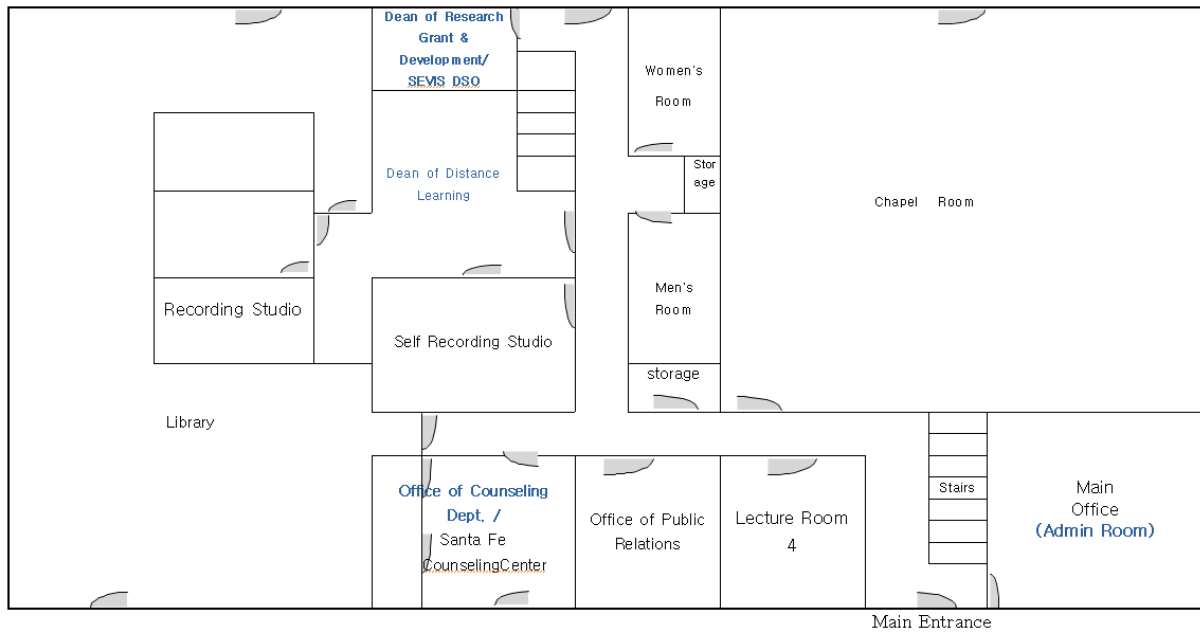 Dean of Research
Grant &
Development/
SEVIS DSO
Women's
Room
Stor
age
Dean of Distance
Learning
Chapel Room
Men's
Room
Recording Studio
Self Recording Studio
storage
Library
Office of Counseling
Dept. /
Santa Fe
CounselingCenter
Office of Public
Relations
Lecture Room
4
Stairs
Main
Office
(Admin Room)
Main Entrance